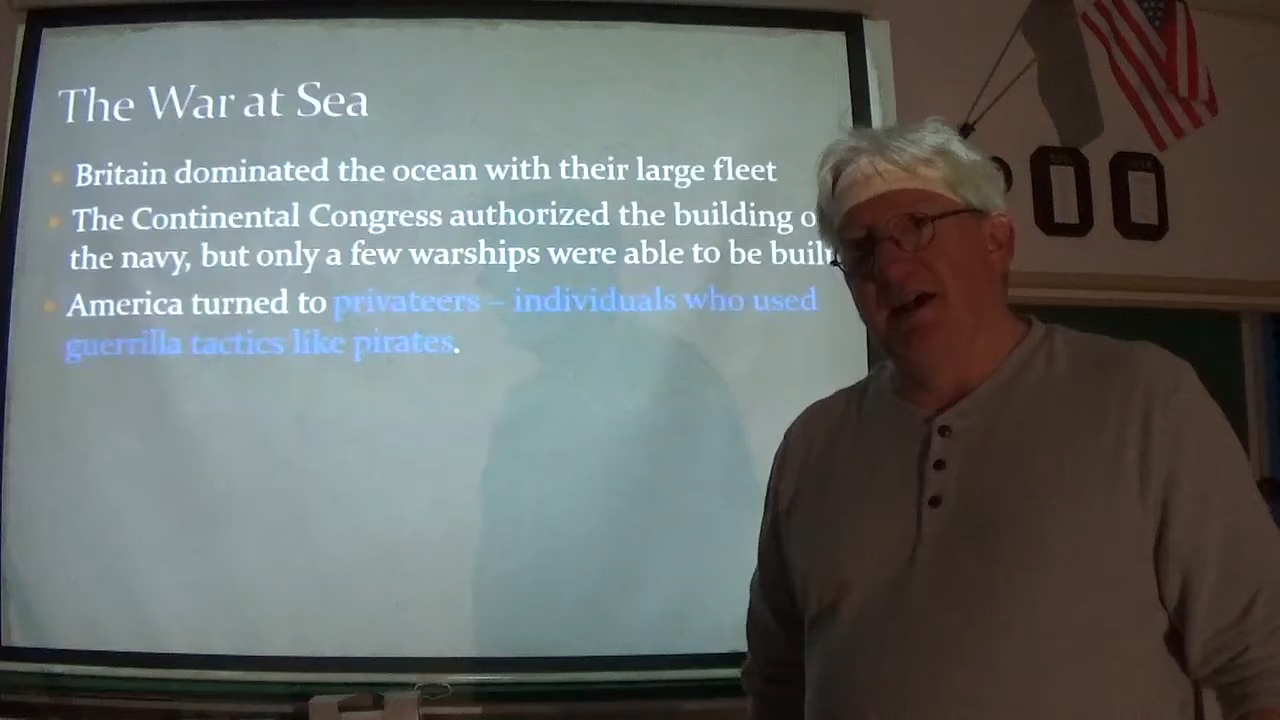 The War at Sea
Britain dominated the ocean with their large fleet
The Continental Congress authorized the building
the navy, but only a few warships were able to be built
America turned to privateers – individuals who used
guerrilla tactics like pirates.
00